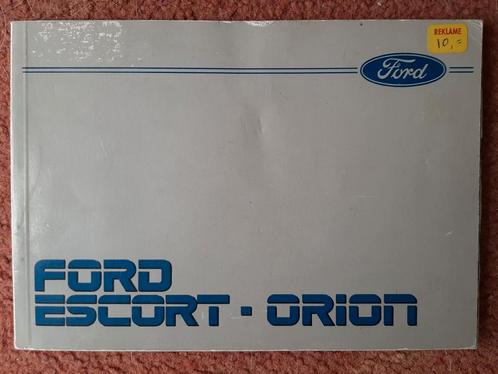 REKLAME
10,=
Ford
FORD
ESCORT • ORION